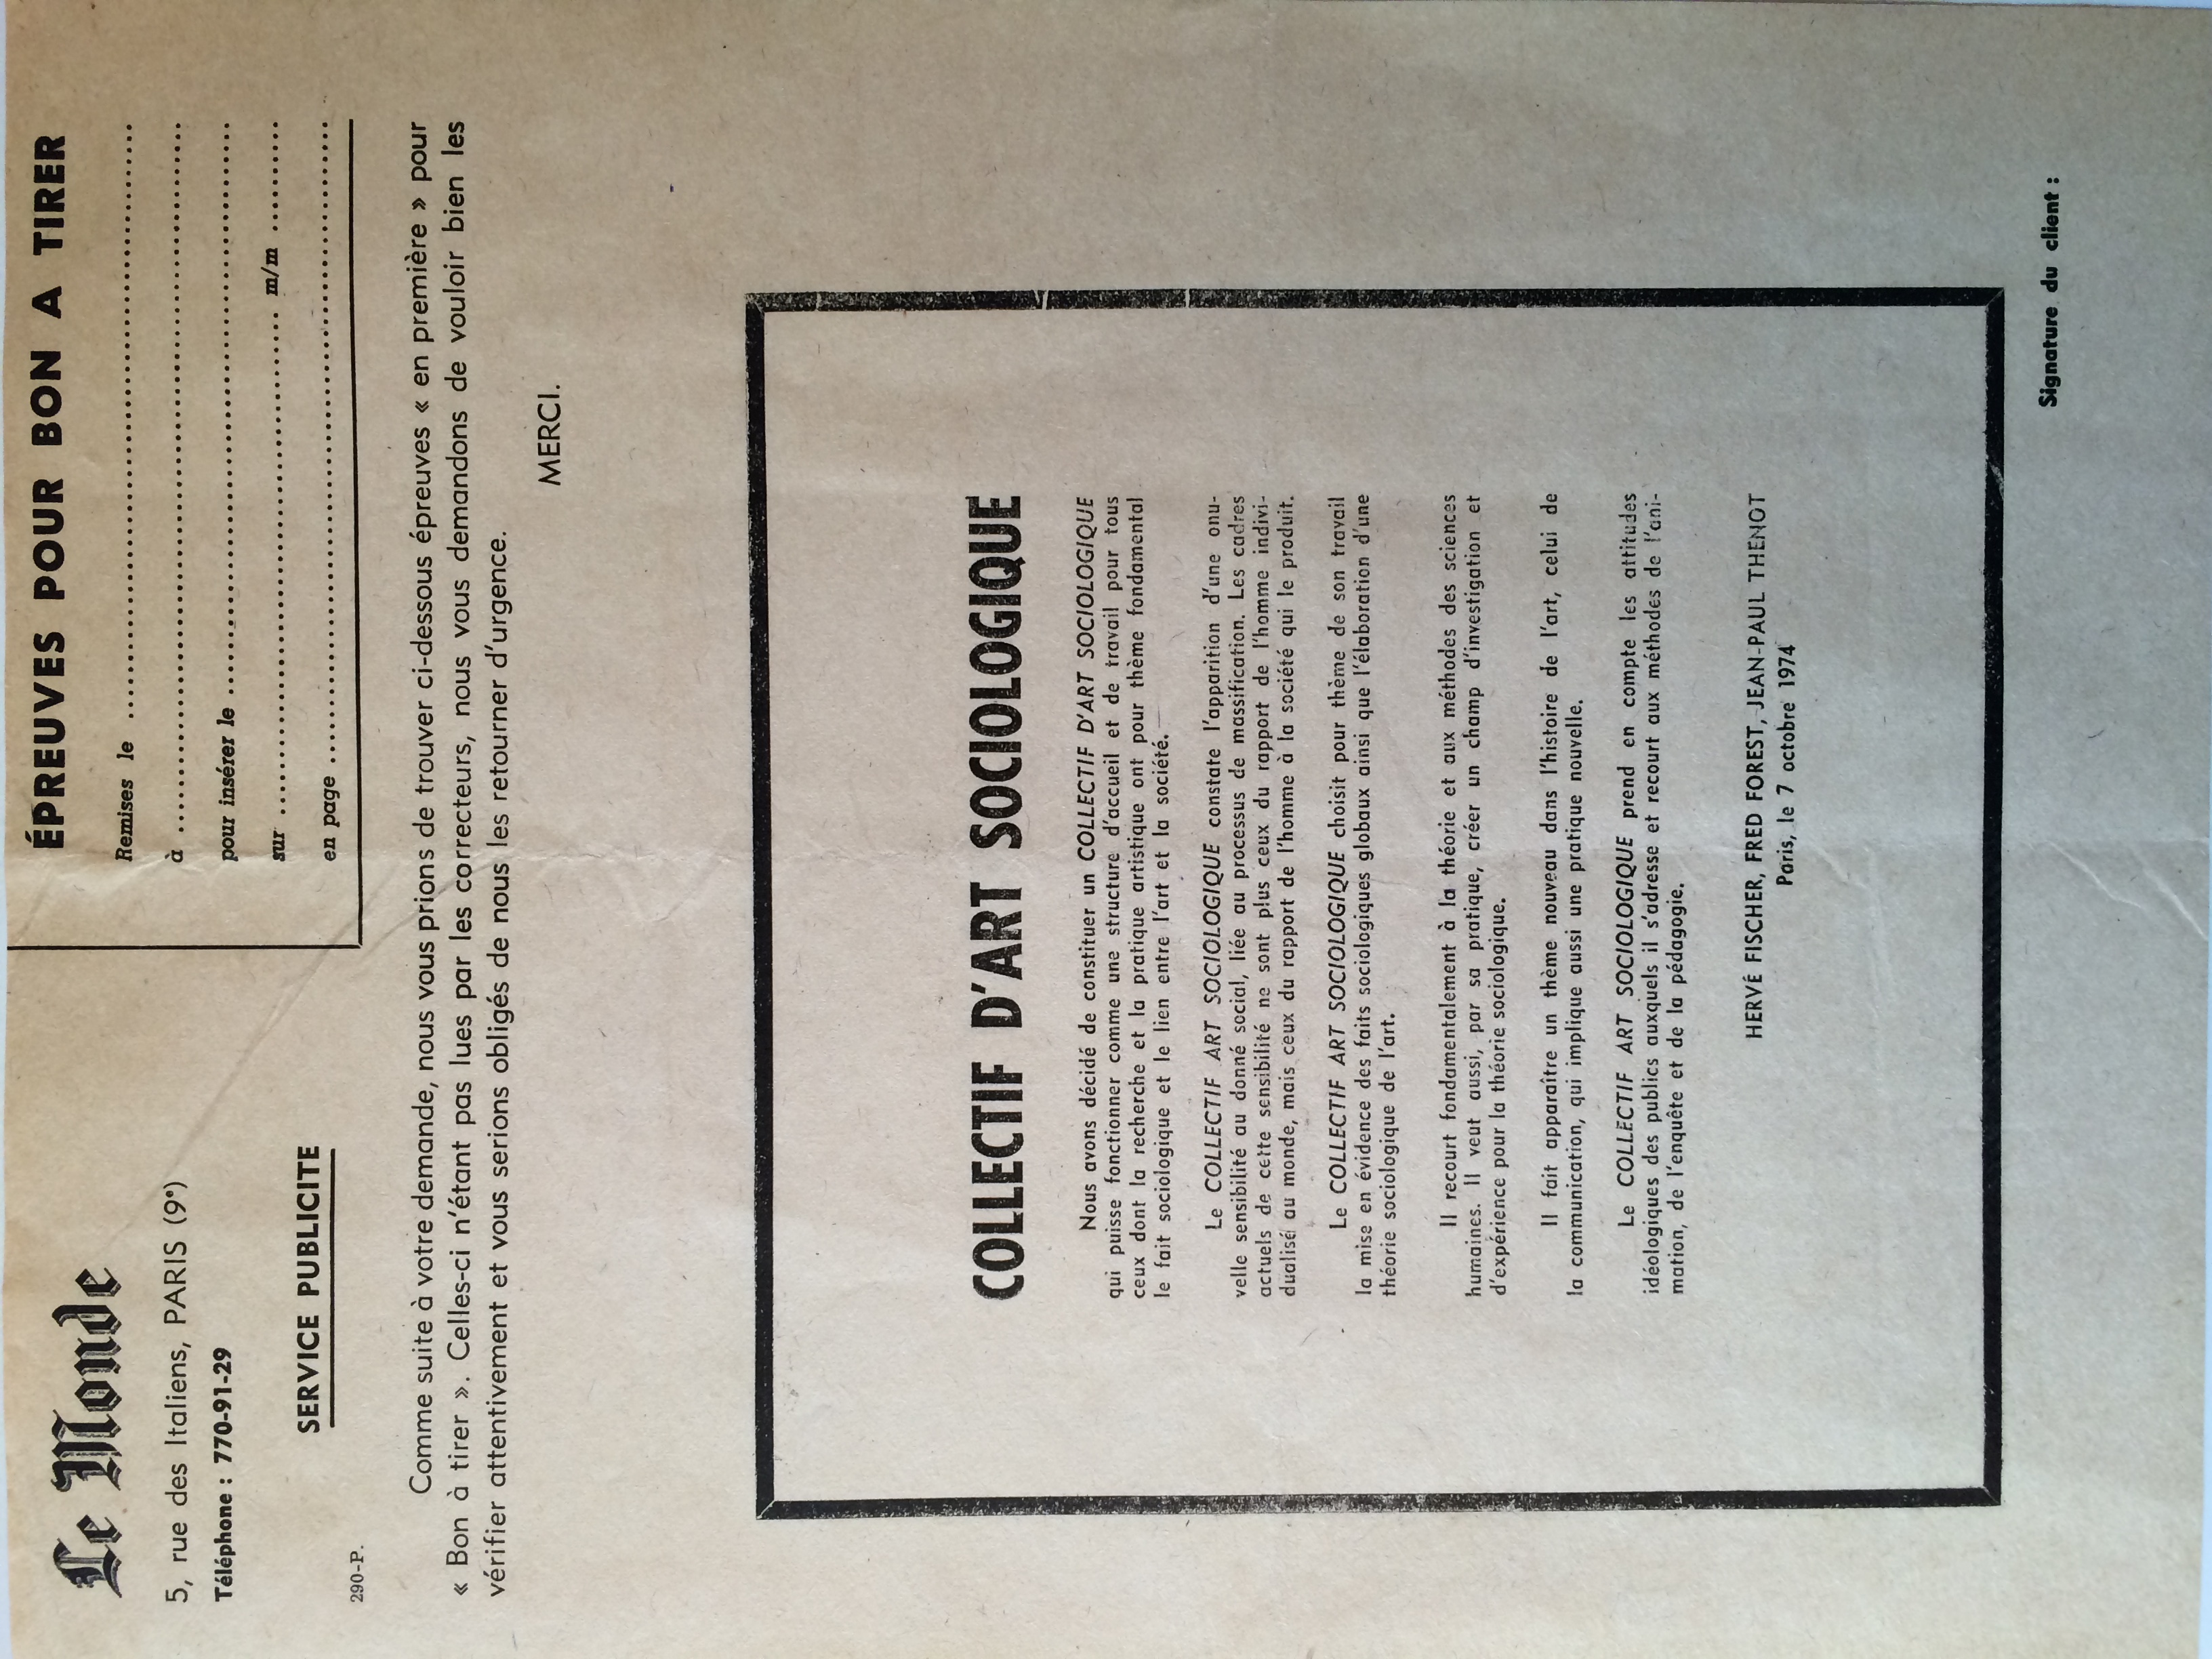 Le Monde
5, rue des Italiens, PARIS (9e)
Téléphone : 770-91-29
SERVICE PUBLICITE
290-P.
ÉPREUVES POUR BON A TIRER
Remises le ........................................
à ........................................
pour insérer le ........................................
sur .............................. m/m ..........
en page ........................................
Comme suite à votre demande, nous vous prions de trouver ci-dessous épreuves « en première » pour
« Bon à tirer ». Celles-ci n'étant pas lues par les correcteurs, nous vous demandons de vouloir bien les
vérifier attentivement et vous serions obligés de nous les retourner d'urgence.
MERCI.
COLLECTIF D'ART SOCIOLOGIQUE
Nous avons décidé de constituer un COLLECTIF D'ART SOCIOLOGIQUE
qui puisse fonctionner comme une structure d'accueil et de travail pour tous
ceux dont la recherche et la pratique artistique ont pour thème fondamental
le fait sociologique et le lien entre l'art et la société.
Le COLLECTIF ART SOCIOLOGIQUE constate l'apparition d'une onu-
velle sensibilité au donné social, liée au processus de massification. Les cadres
actuels de cette sensibilité ne sont plus ceux du rapport de l'homme indivi-
dualisé au monde, mais ceux du rapport de l'homme à la société qui le produit.
Le COLLECTIF ART SOCIOLOGIQUE choisit pour thème de son travail
la mise en évidence des faits sociologiques globaux ainsi que l'élaboration d'une
théorie sociologique de l'art.
Il recourt fondamentalement à la théorie et aux méthodes des sciences
humaines. Il veut aussi, par sa pratique, créer un champ d'investigation et
d'expérience pour la théorie sociologique.
Il fait apparaître un thème nouveau dans l'histoire de l'art, celui de
la communication, qui implique aussi une pratique nouvelle.
Le COLLECTIF ART SOCIOLOGIQUE prend en compte les attitudes
idéologiques des publics auxquels il s'adresse et recourt aux méthodes de l'ani-
mation, de l'enquête et de la pédagogie.
HERVÉ FISCHER, FRED FOREST, JEAN-PAUL THENOT
Paris, le 7 octobre 1974
Signature du client :